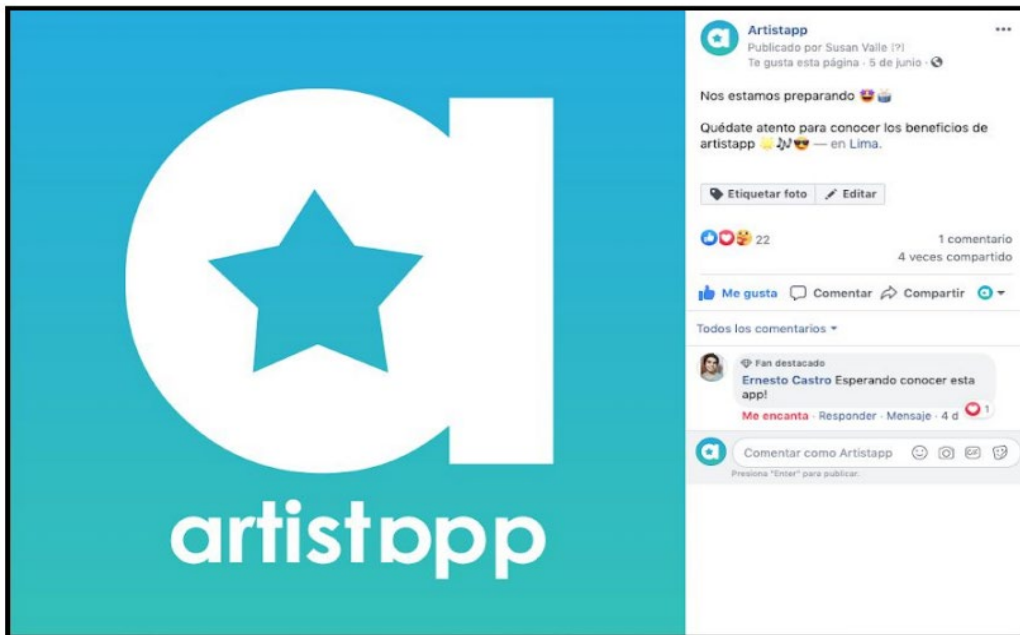 artistapp
Artistapp
Publicado por Susan Valle [?]
Te gusta esta página · 5 de junio ·
Nos estamos preparando 🤩🥁
Quédate atento para conocer los beneficios de
artistapp 🌟🎶😎 — en Lima.
Etiquetar foto
Editar
22
1 comentario
4 veces compartido
Me gusta
Comentar
Compartir
Todos los comentarios
Fan destacado
Ernesto Castro Esperando conocer esta
app!
1
Me encanta · Responder · Mensaje · 4 d
Comentar como Artistapp
GIF
Presiona "Enter" para publicar.